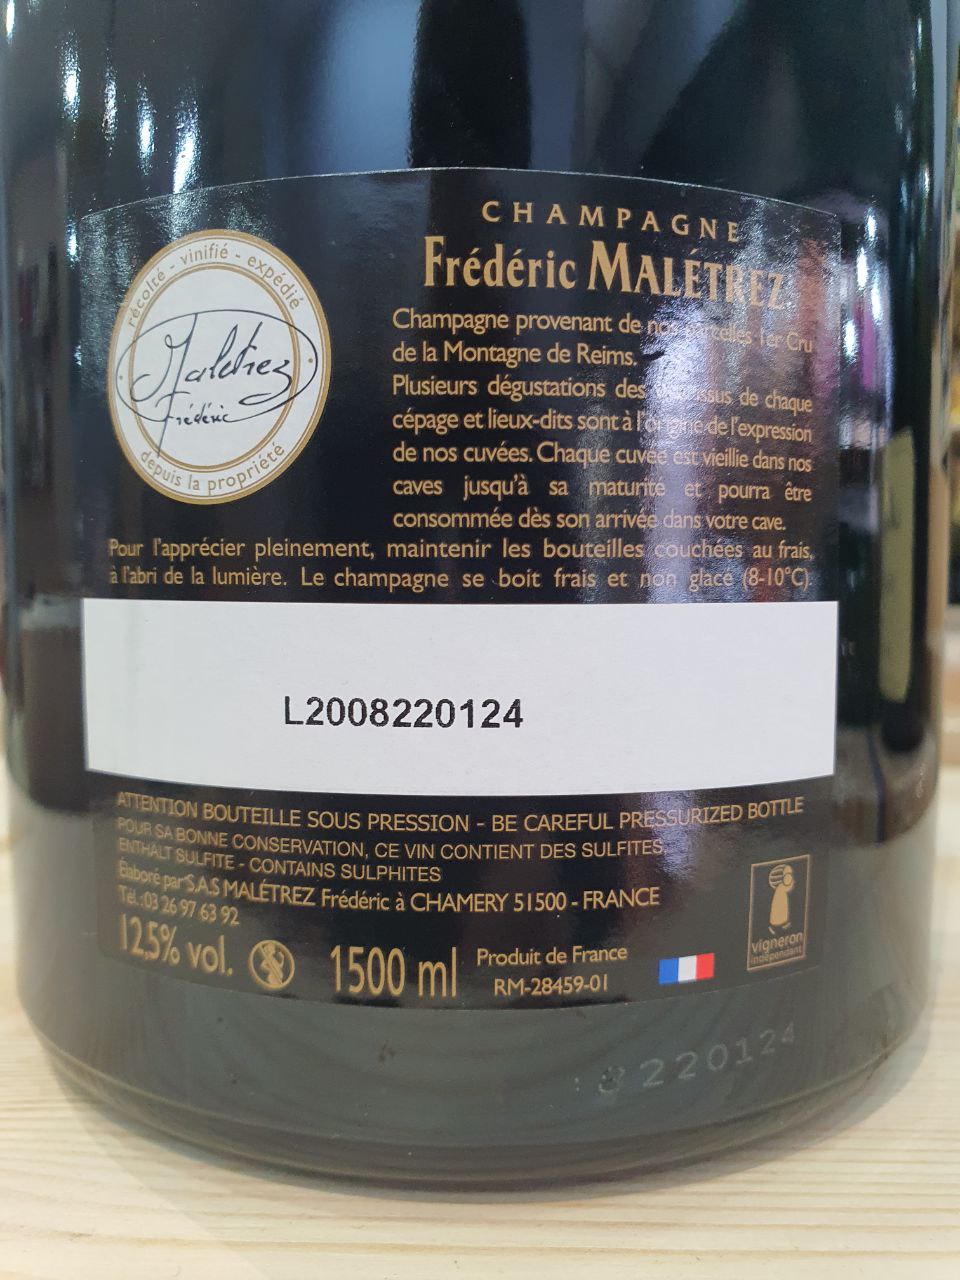 CHAMPAGNE
Frédéric MALÉTREZ
récolté - vinifié - expédié
Maletrez
Frédéric
depuis la propriété
Champagne provenant de nos parcelles 1er Cru
de la Montagne de Reims.
Plusieurs dégustations des issus de chaque
cépage et lieux-dits sont à l'origine de l'expression
de nos cuvées. Chaque cuvée est vieillie dans nos
caves jusqu'à sa maturité et pourra être
consommée dès son arrivée dans votre cave.
Pour l'apprécier pleinement, maintenir les bouteilles couchées au frais,
à l'abri de la lumière. Le champagne se boit frais et non glacé (8-10°C).
L2008220124
ATTENTION BOUTEILLE SOUS PRESSION - BE CAREFUL PRESSURIZED BOTTLE
POUR SA BONNE CONSERVATION, CE VIN CONTIENT DES SULFITES,
ENTHALT SULFITE - CONTAINS SULPHITES
Élaboré par S.A.S MALÉTREZ Frédéric à CHAMERY 51500 - FRANCE
Tél.:03 26 97 63 92
12,5% vol. 1500 ml
Produit de France
RM-28459-01
vigneron
indépendant
8220124